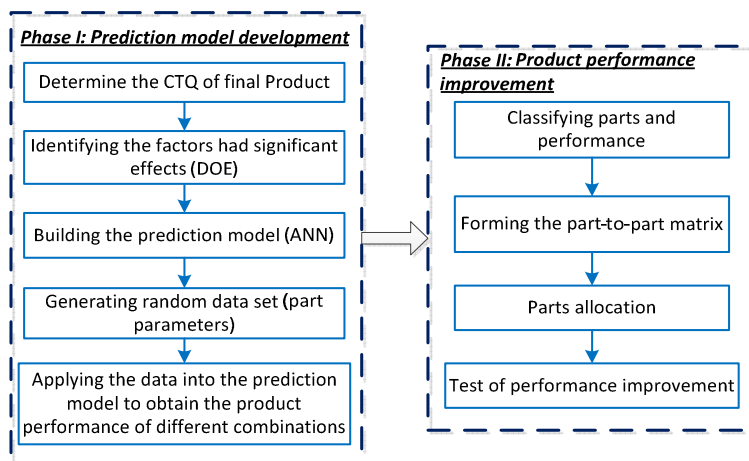 Phase I: Prediction model development
Determine the CTQ of final Product
Identifying the factors had significant
effects (DOE)
Building the prediction model (ANN)
Generating random data set (part
parameters)
Applying the data into the prediction
model to obtain the product
performance of different combinations
Phase II: Product performance
improvement
Classifying parts and
performance
Forming the part-to-part matrix
Parts allocation
Test of performance improvement